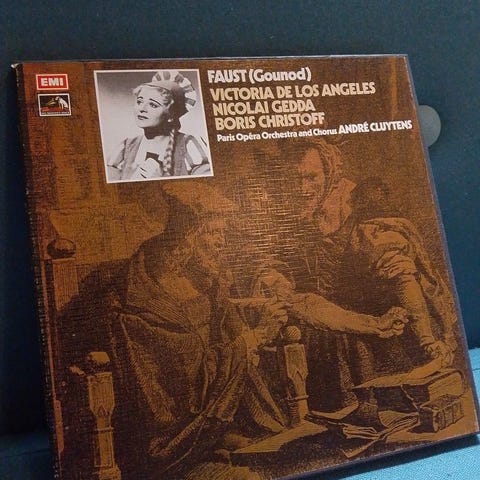 EMI
FAUST (Gounod)
VICTORIA DE LOS ANGELES
NICOLAI GEDDA
BORIS CHRISTOFF
Paris Opéra Orchestra and Chorus ANDRÉ CLUYTENS